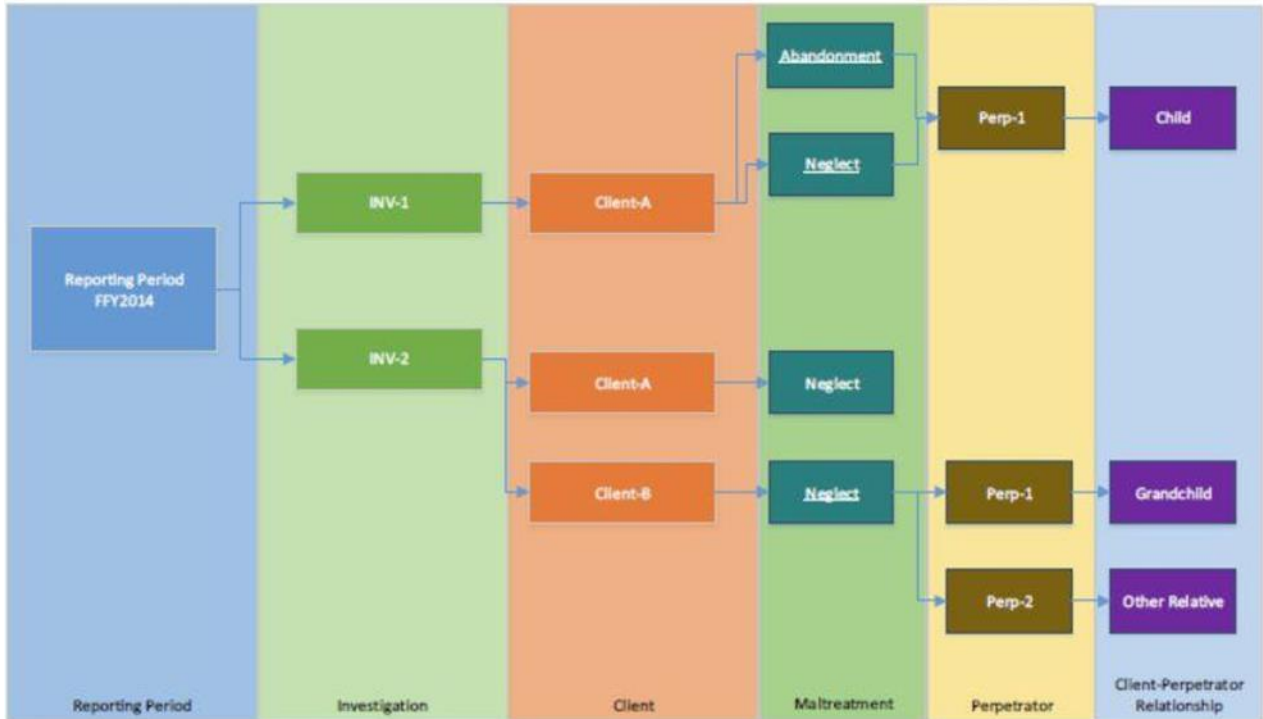 Abandonment
Perp-1
Child
Neglect
INV-1
Client-A
Reporting Period
FFY2014
INV-2
Client-A
Neglect
Client-B
Neglect
Perp-1
Grandchild
Perp-2
Other Relative
Reporting Period
Investigation
Client
Maltreatment
Perpetrator
Client-Perpetrator
Relationship